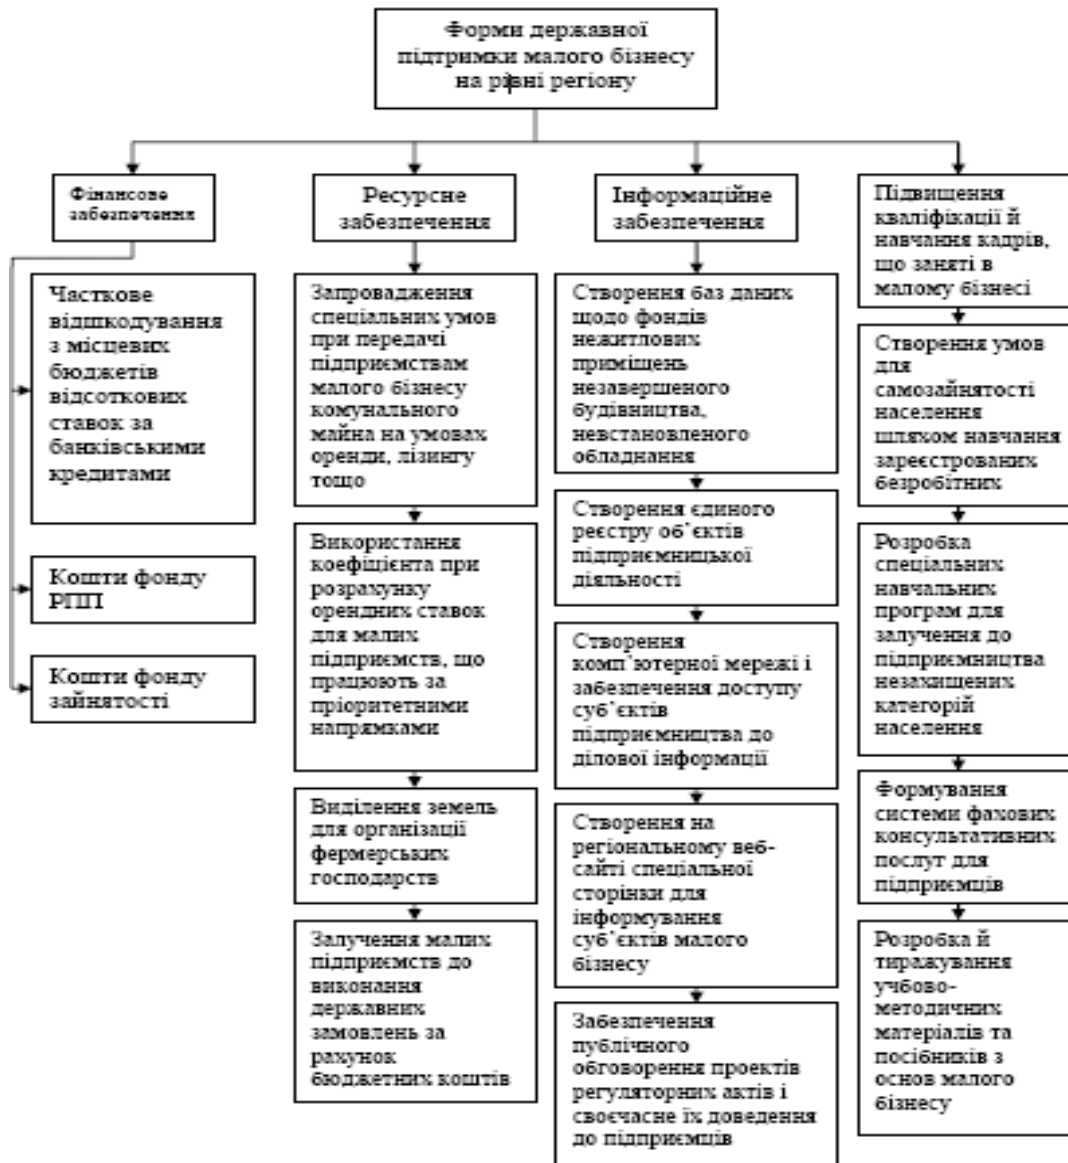 Форми державної
підтримки малого бізнесу
на рівні регіону
Фінансове
забезпечення
Часткове
відшкодування
з місцевих
бюджетів
відсоткових
ставок за
банківськими
кредитами
Кошти фонду
РПП
Кошти фонду
зайнятості
Ресурсне
забезпечення
Запровадження
спеціальних умов
при передачі
підприємствам
малого бізнесу
комунального
майна на умовах
оренди, лізингу
тощо
Використання
коефіцієнта при
розрахунку
орендних ставок
для малих
підприємств, що
працюють за
пріоритетними
напрямками
Виділення земель
для організації
фермерських
господарств
Залучення малих
підприємств до
виконання
державних
замовлень за
рахунок
бюджетних коштів
Інформаційне
забезпечення
Створення баз даних
щодо фондів
нежитлових
приміщень
незавершеного
будівництва,
невстановленого
обладнання
Створення єдиного
реєстру об’єктів
підприємницької
діяльності
Створення
комп’ютерної мережі і
забезпечення доступу
суб’єктів
підприємництва до
ділової інформації
Створення на
регіональному веб-
сайті спеціальної
сторінки для
інформування
суб’єктів малого
бізнесу
Забезпечення
публічного
обговорення проектів
регуляторних актів і
своєчасне їх доведення
до підприємців
Підвищення
кваліфікації й
навчання кадрів,
що заняті в
малому бізнесі
Створення умов
для
самозайнятості
населення
шляхом навчання
зареєстрованих
безробітних
Розробка
спеціальних
навчальних
програм для
залучення до
підприємництва
незахищених
категорій
населення
Формування
системи фахових
консультативних
послуг для
підприємців
Розробка й
тиражування
учбово-
методичних
матеріалів та
посібників з
основ малого
бізнесу